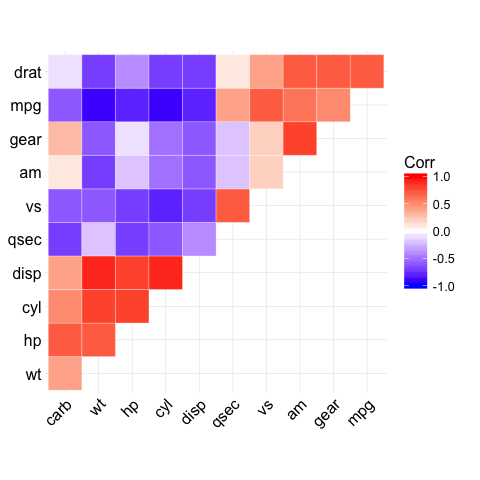 drat
mpg
gear
am
vs
qsec
disp
cyl
hp
wt
carb wt hp cyl disp qsec vs am gear mpg
Corr
1.0
0.5
0.0
-0.5
-1.0